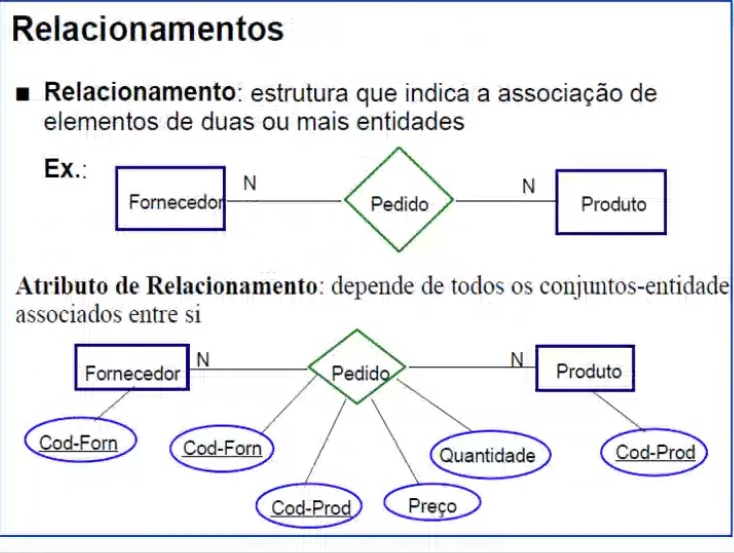 Relacionamentos
■ Relacionamento: estrutura que indica a associação de
elementos de duas ou mais entidades
Ex.:
Fornecedor N Pedido N Produto
Atributo de Relacionamento: depende de todos os conjuntos-entidade
associados entre si
Fornecedor N Pedido N Produto
Cod-Forn Cod-Forn Quantidade Cod-Prod
Cod-Prod Preço